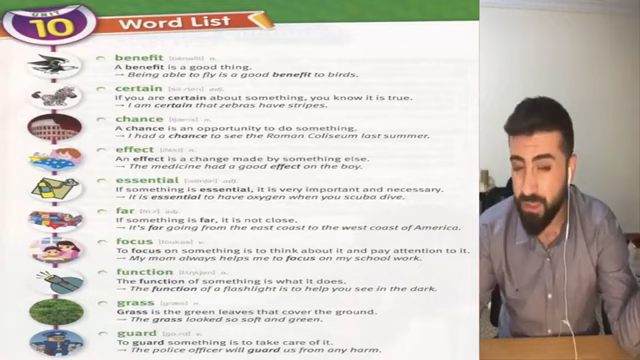 UNIT
10 Word List
benefit n.
A benefit is a good thing.
→ Being able to fly is a good benefit to birds.
certain adj.
If you are certain about something, you know it is true.
→ I am certain that zebras have stripes.
chance n.
A chance is an opportunity to do something.
→ I had a chance to see the Roman Coliseum last summer.
effect n.
An effect is a change made by something else.
→ The medicine had a good effect on the boy.
essential adj.
If something is essential, it is very important and necessary.
→ It is essential to have oxygen when you scuba dive.
far adj.
If something is far, it is not close.
→ It's far going from the east coast to the west coast of America.
focus v.
To focus on something is to think about it and pay attention to it.
→ My mom always helps me to focus on my school work.
function n.
The function of something is what it does.
→ The function of a flashlight is to help you see in the dark.
grass n.
Grass is the green leaves that cover the ground.
→ The grass looked so soft and green.
guard v.
To guard something is to take care of it.
→ The police officer will guard us from any harm.